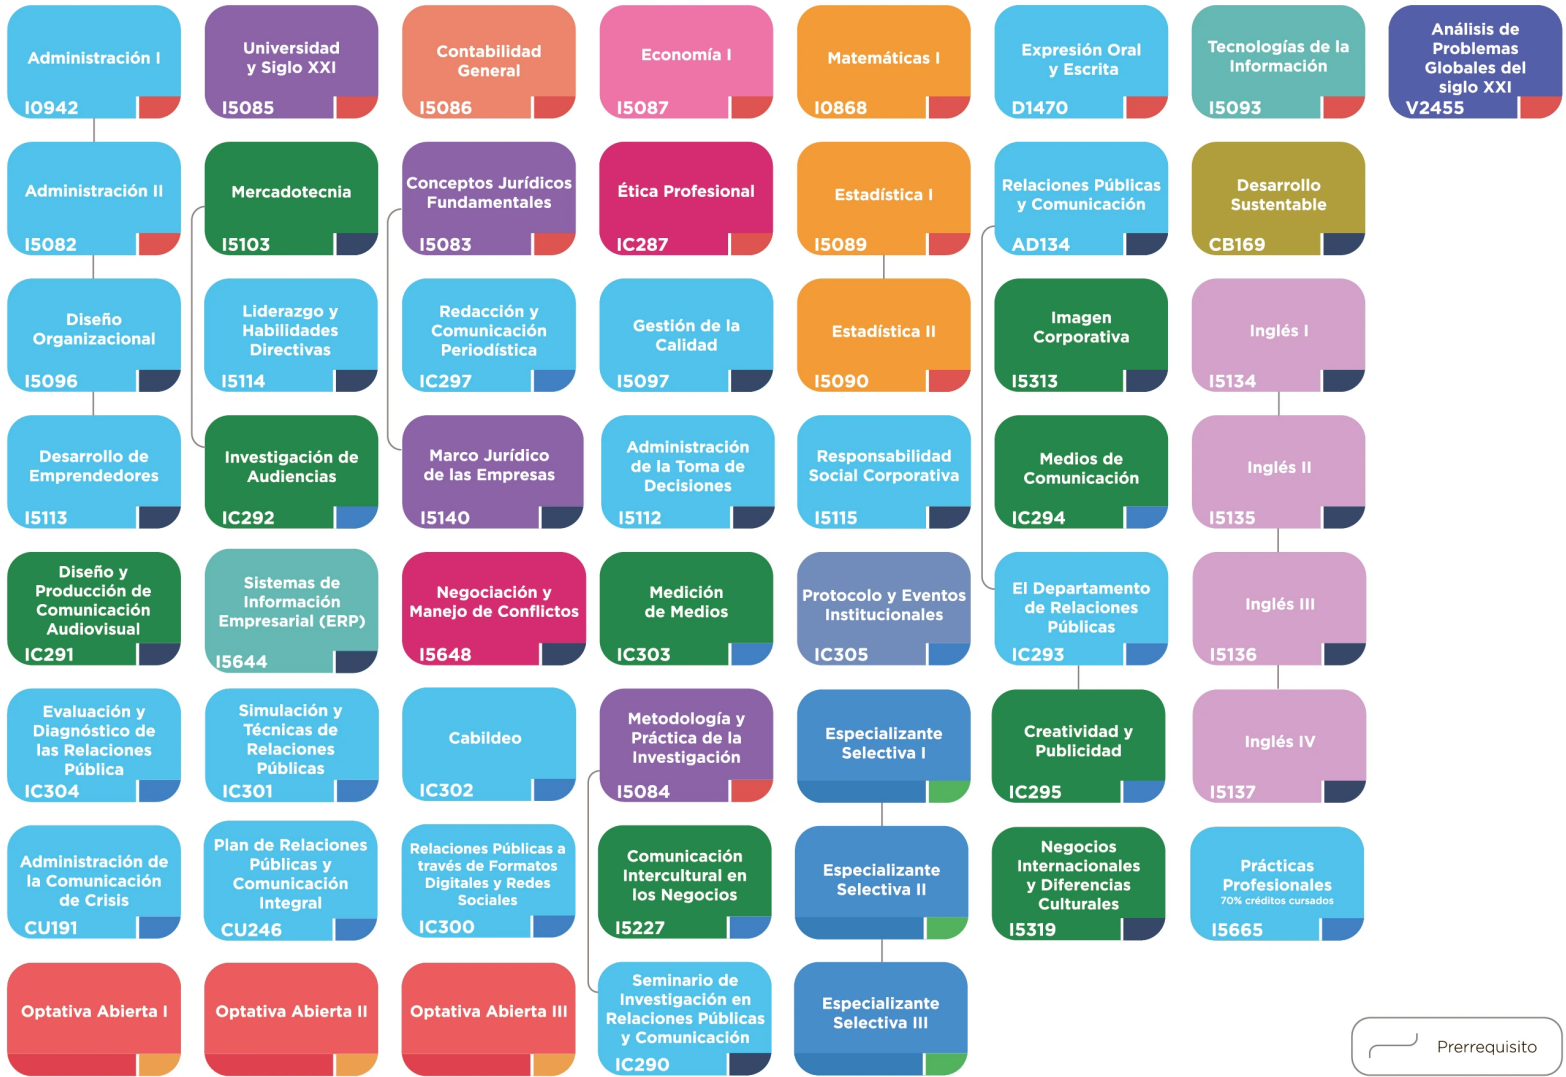 Administración I
I0942
Universidad
y Siglo XXI
I5085
Contabilidad
General
I5086
Economía I
I5087
Matemáticas I
I0868
Expresión Oral
y Escrita
D1470
Tecnologías de la
Información
I5093
Análisis de
Problemas
Globales del
siglo XXI
V2455
Administración II
I5082
Mercadotecnia
I5103
Conceptos Jurídicos
Fundamentales
I5083
Ética Profesional
IC287
Estadística I
I5089
Relaciones Públicas
y Comunicación
AD134
Desarrollo
Sustentable
CB169
Diseño
Organizacional
I5096
Liderazgo y
Habilidades
Directivas
I5114
Redacción y
Comunicación
Periodística
IC297
Gestión de la
Calidad
I5097
Estadística II
I5090
Imagen
Corporativa
I5313
Inglés I
I5134
Desarrollo de
Emprendedores
I5113
Investigación de
Audiencias
IC292
Marco Jurídico
de las Empresas
I5140
Administración
de la Toma de
Decisiones
I5112
Responsabilidad
Social Corporativa
I5115
Medios de
Comunicación
IC294
Inglés II
I5135
Diseño y
Producción de
Comunicación
Audiovisual
IC291
Sistemas de
Información
Empresarial (ERP)
I5644
Negociación y
Manejo de Conflictos
I5648
Medición
de Medios
IC303
Protocolo y Eventos
Institucionales
IC305
El Departamento
de Relaciones
Públicas
IC293
Inglés III
I5136
Evaluación y
Diagnóstico de
las Relaciones
Pública
IC304
Simulación y
Técnicas de
Relaciones
Públicas
IC301
Cabildeo
IC302
Metodología y
Práctica de la
Investigación
I5084
Especializante
Selectiva I
Creatividad y
Publicidad
IC295
Inglés IV
I5137
Administración de
la Comunicación
de Crisis
CU191
Plan de Relaciones
Públicas y
Comunicación
Integral
CU246
Relaciones Públicas a
través de Formatos
Digitales y Redes
Sociales
IC300
Comunicación
Intercultural en
los Negocios
I5227
Especializante
Selectiva II
Negocios
Internacionales
y Diferencias
Culturales
I5319
Prácticas
Profesionales
70% créditos cursados
I5665
Optativa Abierta I
Optativa Abierta II
Optativa Abierta III
Seminario de
Investigación en
Relaciones Públicas
y Comunicación
IC290
Especializante
Selectiva III
Prerrequisito